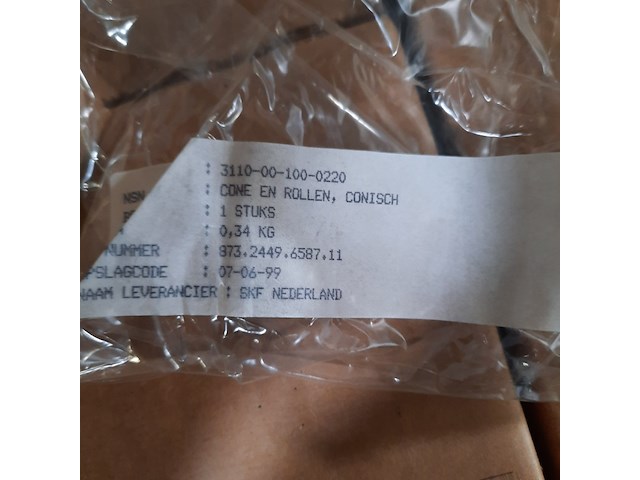 : 3110-00-100-0220
NSN : CONE EN ROLLEN, CONISCH
: 1 STUKS
: 0,34 KG
NUMMER : 873.2449.6587.11
PSLAGCODE : 07-06-99
NAAM LEVERANCIER : SKF NEDERLAND